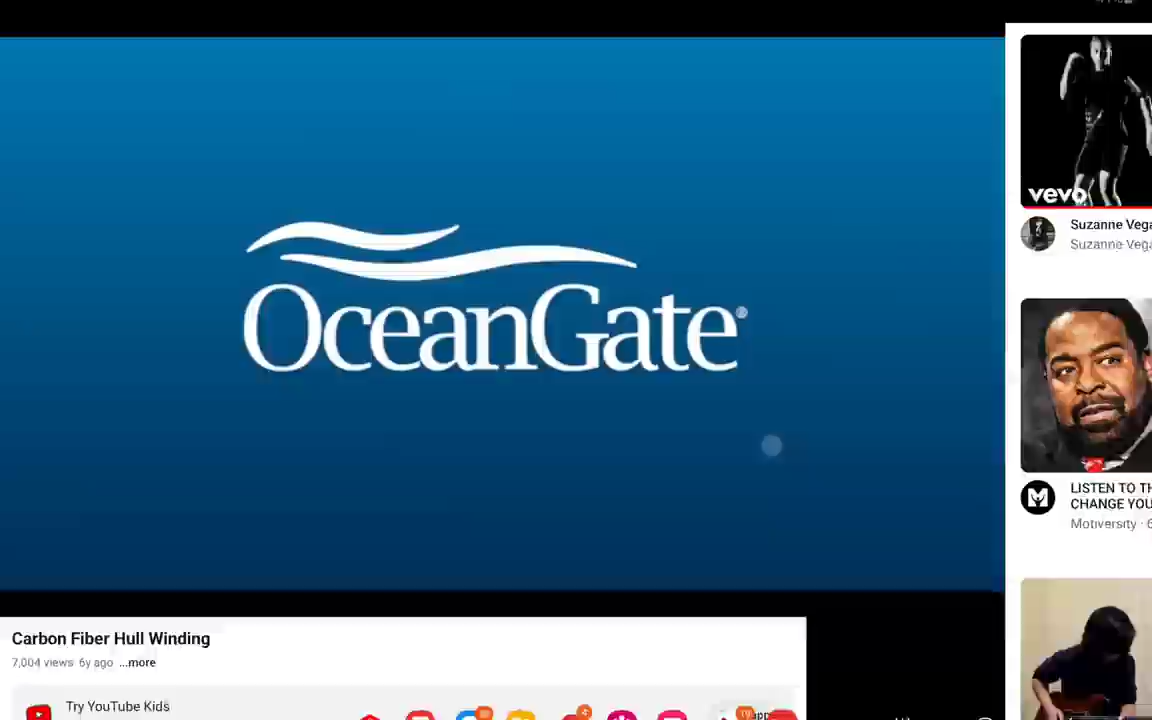 OceanGate®
Carbon Fiber Hull Winding
7,004 views 6y ago ...more
Try YouTube Kids
vevo
Suzanne Vega
Suzanne Vega
LISTEN TO TH
CHANGE YOU
Motiversity · 6